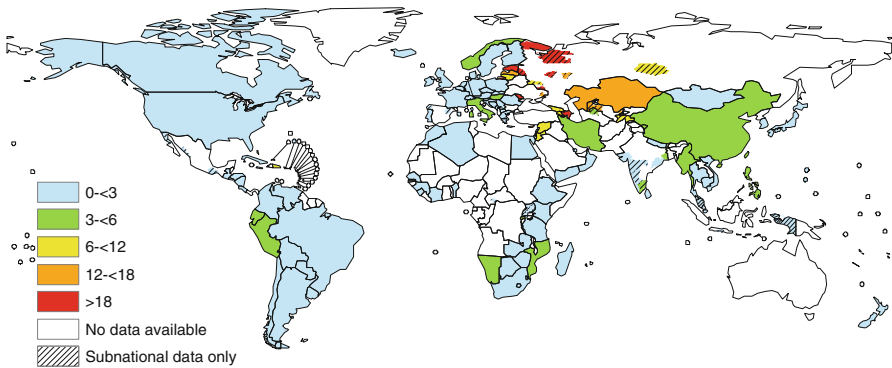 0-<3
3-<6
6-<12
12-<18
>18
No data available
Subnational data only